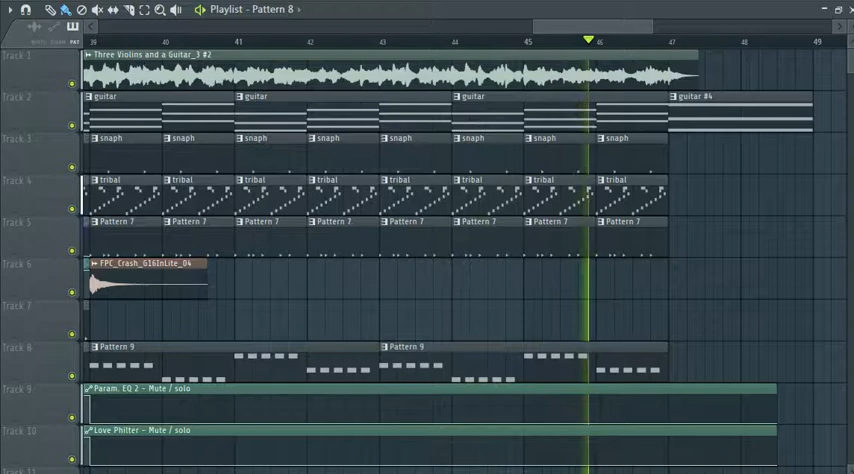 Playlist - Pattern 8
NOTE CHAN PAT
39 40 41 42 43 44 45 46 47 48 49
Track 1
Three Violins and a Guitar_3 #2
Track 2
guitar guitar guitar guitar #4
Track 3
snaph snaph snaph snaph snaph snaph snaph snaph
Track 4
tribal tribal tribal tribal tribal tribal tribal tribal
Track 5
Pattern 7 Pattern 7 Pattern 7 Pattern 7 Pattern 7 Pattern 7 Pattern 7 Pattern 7
Track 6
FPC_Crash_G16InLite_04
Track 7
Track 8
Pattern 9 Pattern 9
Track 9
Param. EQ 2 - Mute / solo
Track 10
Love Philter - Mute / solo